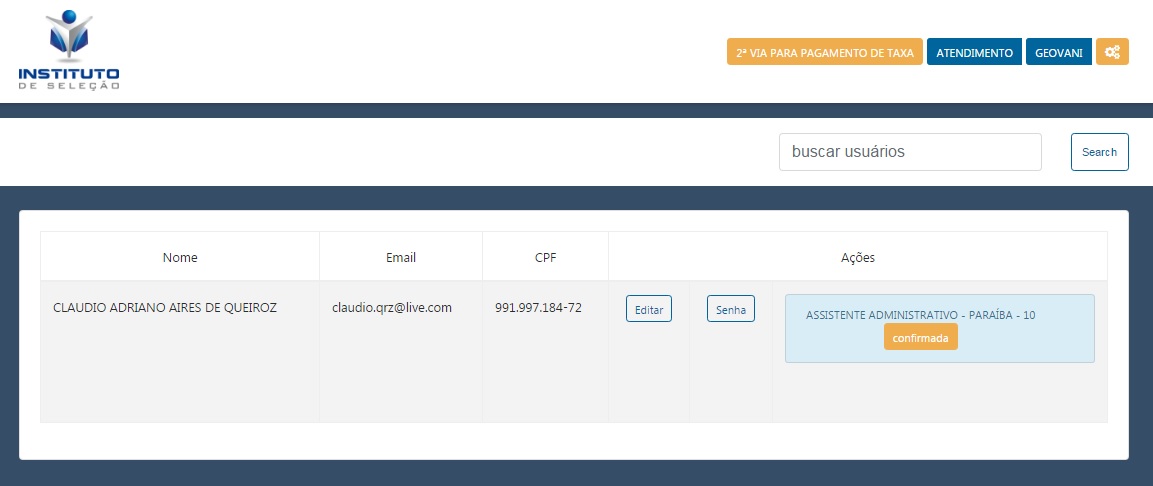 INSTITUTO
DE SELEÇÃO
2ª VIA PARA PAGAMENTO DE TAXA
ATENDIMENTO
GEOVANI
buscar usuários
Search
Nome
Email
CPF
Ações
CLAUDIO ADRIANO AIRES DE QUEIROZ
claudio.qrz@live.com
991.997.184-72
Editar
Senha
ASSISTENTE ADMINISTRATIVO - PARAÍBA - 10
confirmada